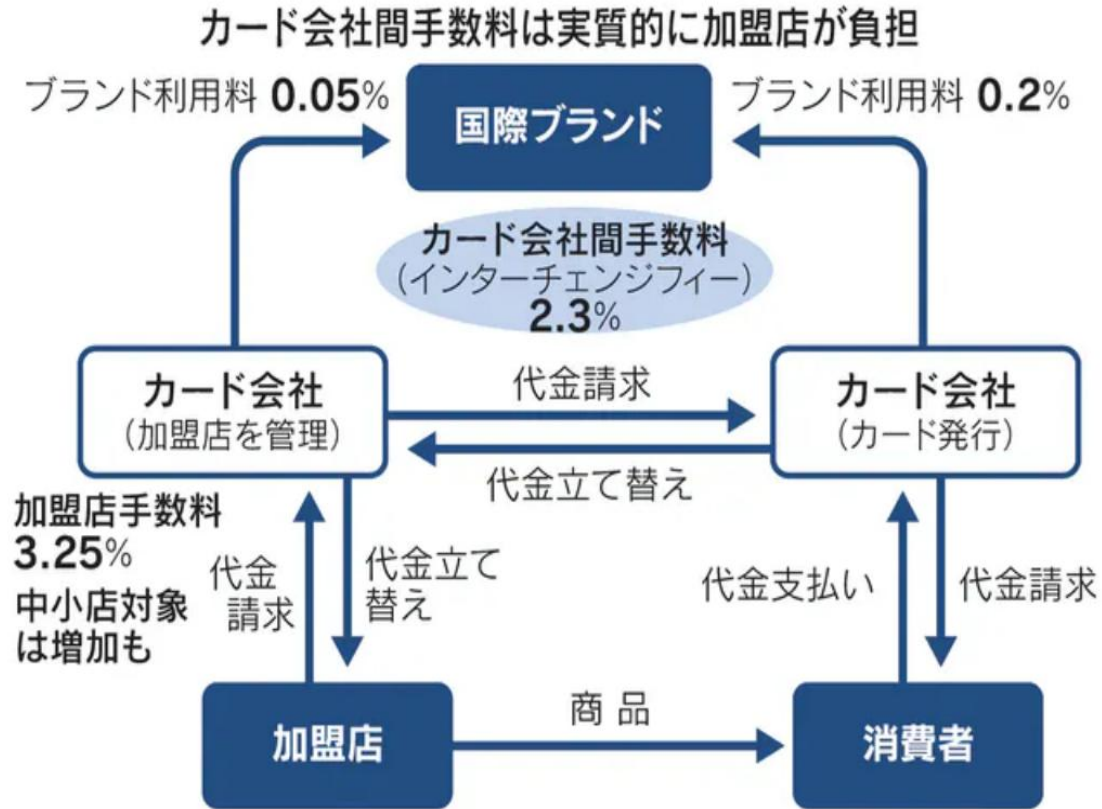 カード会社間手数料は実質的に加盟店が負担
ブランド利用料 0.05%
国際ブランド
ブランド利用料 0.2%
カード会社間手数料
（インターチェンジフィー）
2.3%
カード会社
（加盟店を管理）
代金請求
代金立て替え
カード会社
（カード発行）
加盟店手数料
3.25%
中小店対象
は増加も
代金
請求
代金立て
替え
代金支払い
代金請求
加盟店
商品
消費者